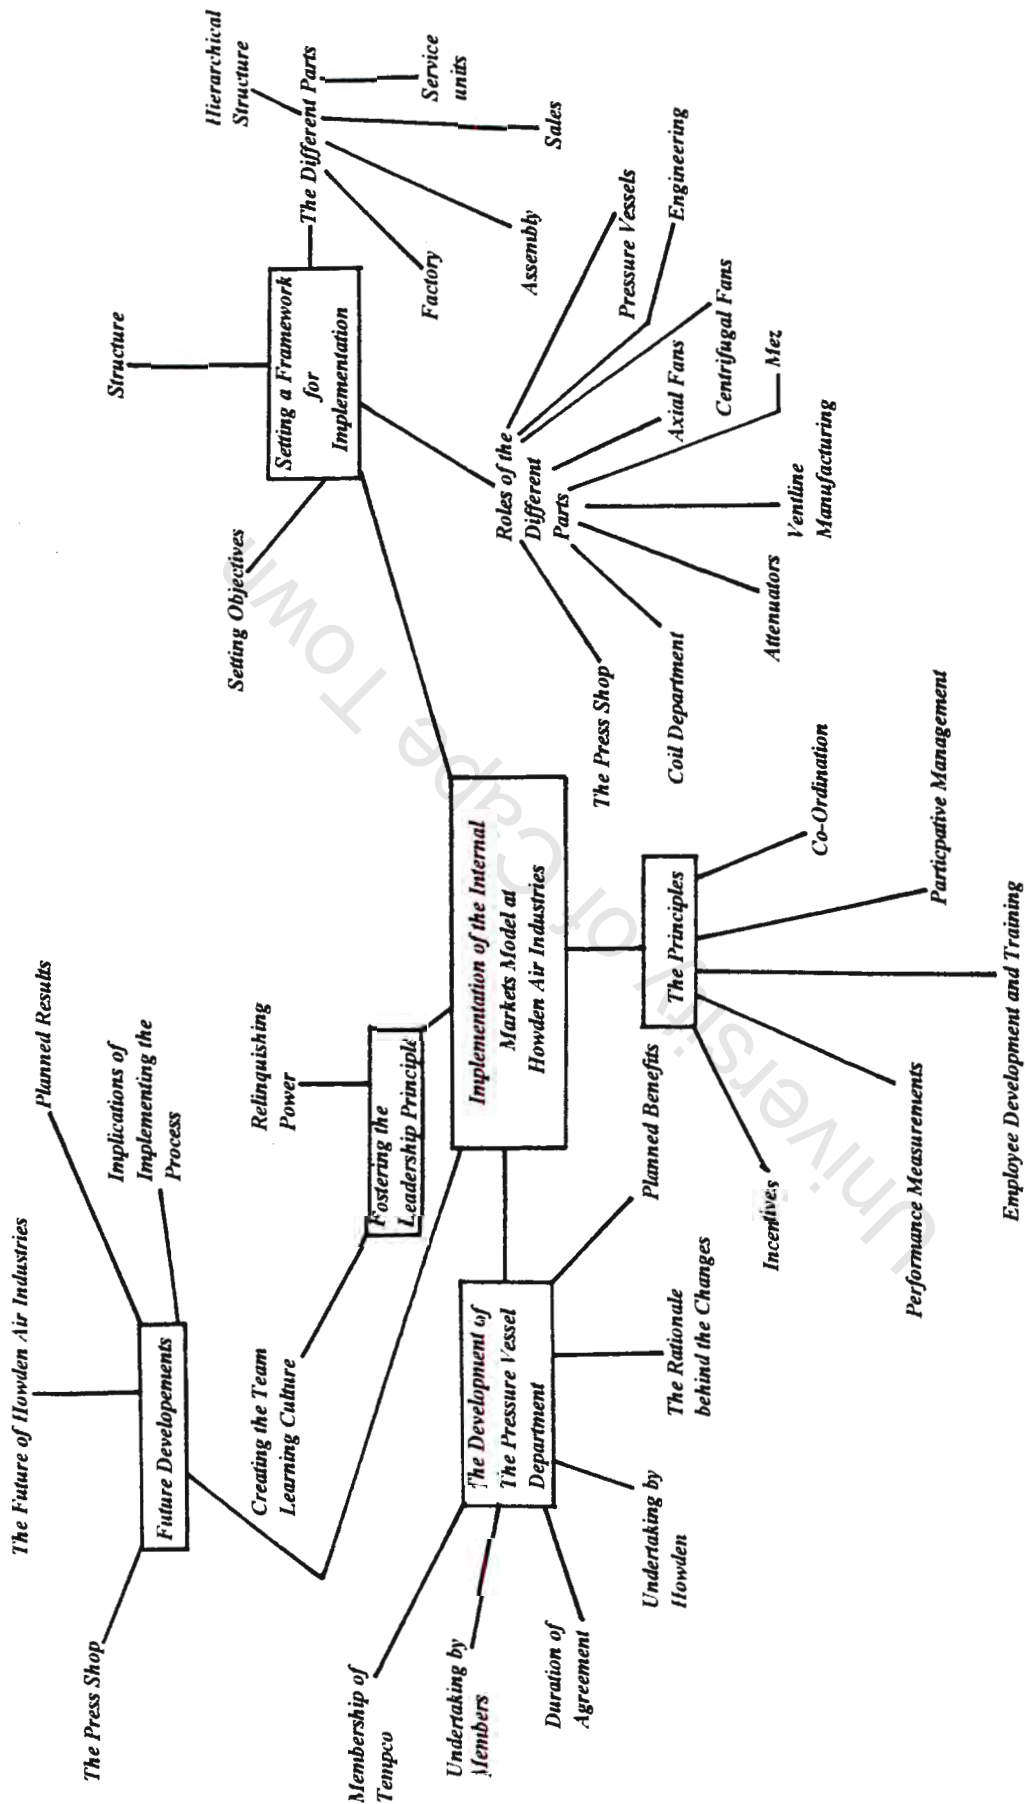 The Future of Howden Air Industries
Planned Results
Implications of
Implementing the
Process
The Press Shop
Future Developements
Relinquishing
Power
Creating the Team
Learning Culture
Fostering the
Leadership Principle
Structure
Setting Objectives
Setting a Framework
for
Implementation
Hierarchical
Structure
The Different Parts
Service
units
Sales
Assembly
Factory
Implementation of the Internal
Markets Model at
Howden Air Industries
Roles of the
Different
Parts
Pressure Vessels
Engineering
Centrifugal Fans
Axial Fans
Mez
Ventline
Manufacturing
Attenuators
Coil Department
The Press Shop
Membership of
Tempco
Undertaking by
Members
Duration of
Agreement
Undertaking by
Howden
The Rationale
behind the Changes
Planned Benefits
The Development of
The Pressure Vessel
Department
The Principles
Co-Ordination
Particpative Management
Employee Development and Training
Performance Measurements
Incentives
University of Cape Town